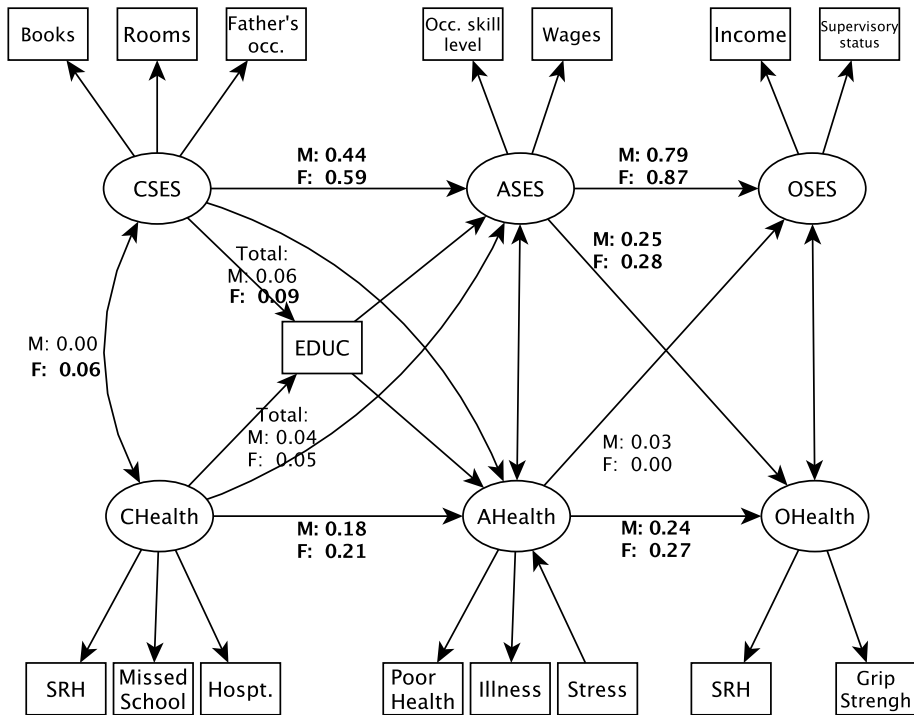 Books
Rooms
Father's
occ.
Occ. skill
level
Wages
Income
Supervisory
status
M: 0.44
F: 0.59
M: 0.79
F: 0.87
CSES
ASES
OSES
Total:
M: 0.06
F: 0.09
M: 0.25
F: 0.28
M: 0.00
F: 0.06
EDUC
Total:
M: 0.04
F: 0.05
M: 0.03
F: 0.00
CHealth
AHealth
OHealth
M: 0.18
F: 0.21
M: 0.24
F: 0.27
SRH
Missed
School
Hospt.
Poor
Health
Illness
Stress
SRH
Grip
Strengh